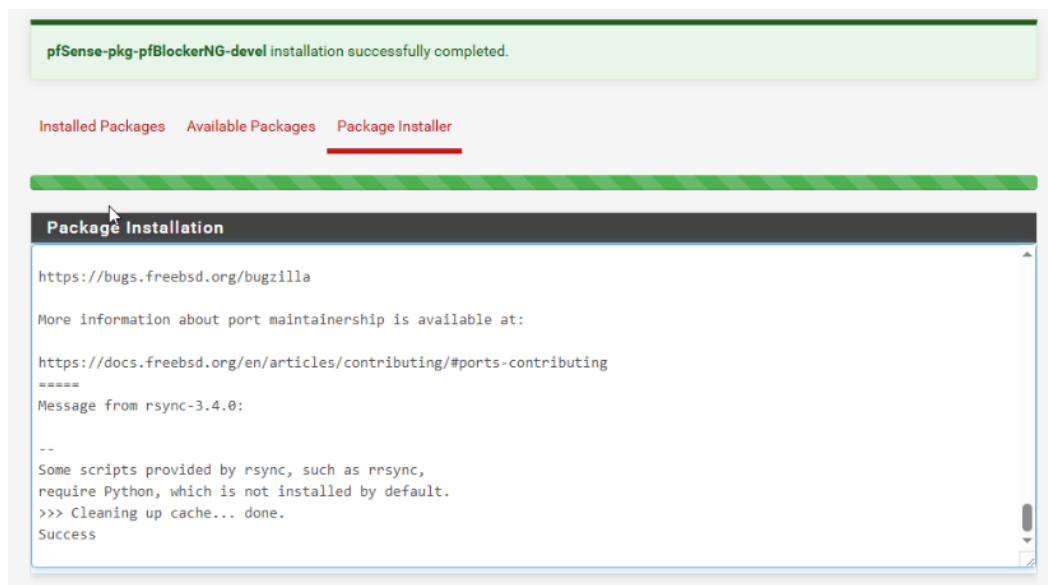 pfSense-pkg-pfBlockerNG-devel installation successfully completed.
Installed Packages Available Packages Package Installer
Package Installation
https://bugs.freebsd.org/bugzilla
More information about port maintainership is available at:
https://docs.freebsd.org/en/articles/contributing/#ports-contributing
=====
Message from rsync-3.4.0:
--
Some scripts provided by rsync, such as rrsync,
require Python, which is not installed by default.
>>> Cleaning up cache... done.
Success